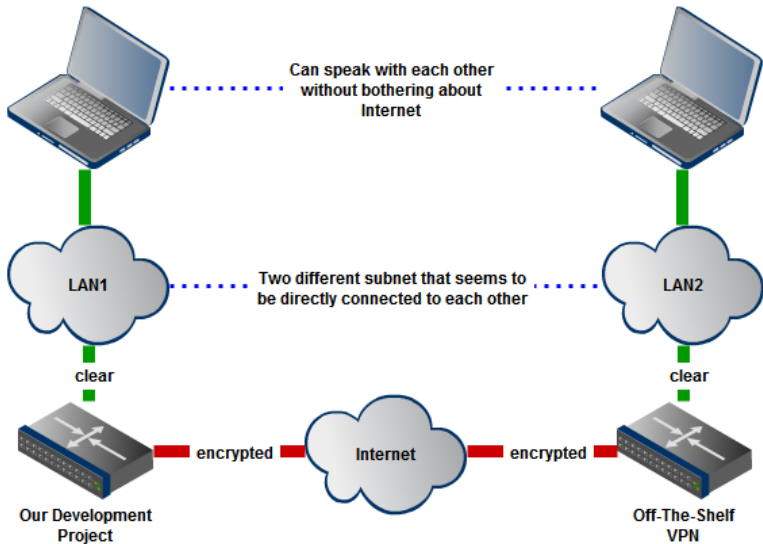 Can speak with each other
without bothering about
Internet
LAN1
Two different subnet that seems to
be directly connected to each other
LAN2
clear
clear
encrypted
Internet
encrypted
Our Development
Project
Off-The-Shelf
VPN